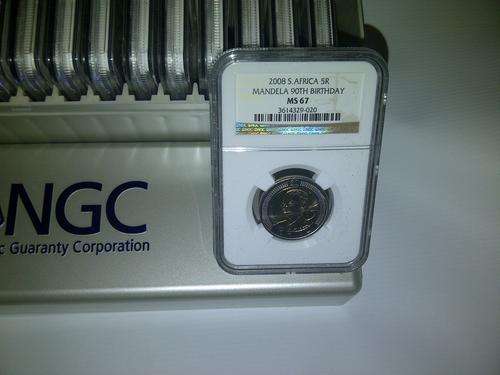 2008 S.AFRICA 5R
MANDELA 90TH BIRTHDAY
MS 67
3614329-020
NGC
c Guaranty Corporation